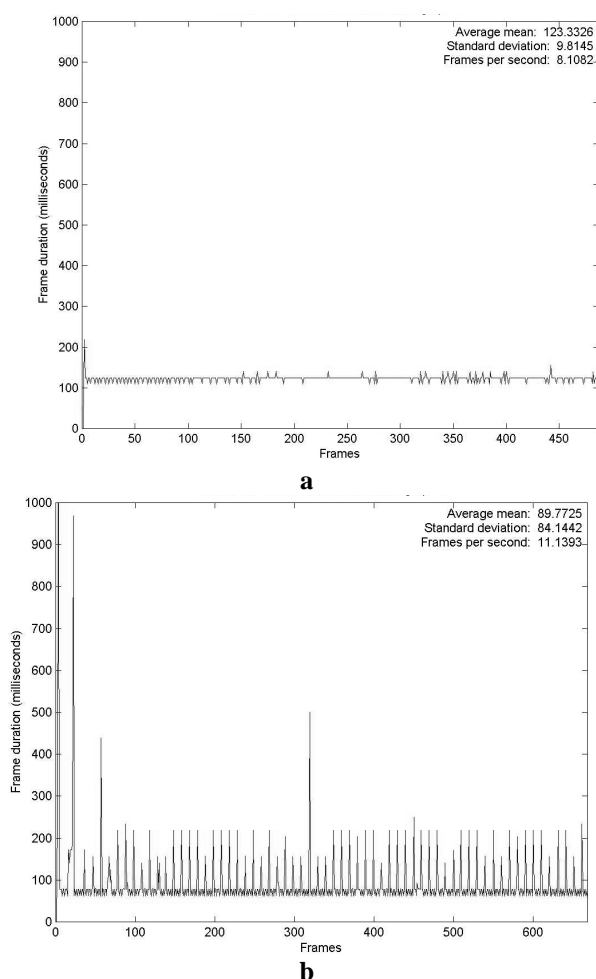 Average mean: 123.3326
Standard deviation: 9.8145
Frames per second: 8.1082
1000
900
800
700
600
500
400
300
200
100
0
Frame duration (milliseconds)
0 50 100 150 200 250 300 350 400 450
Frames
a
Average mean: 89.7725
Standard deviation: 84.1442
Frames per second: 11.1393
1000
900
800
700
600
500
400
300
200
100
0
Frame duration (milliseconds)
0 100 200 300 400 500 600
Frames
b